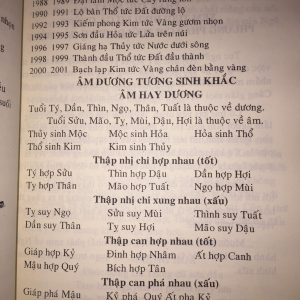 1988 1989
1990 1991 Lộ bàn Thổ tức Đất đường lộ
1992 1993 Kiếm phong Kim tức Vàng gươm nhọn
1994 1995 Sơn đầu Hỏa tức Lửa trên núi
1996 1997 Giáng hạ Thủy tức Nước dưới sông
1998 1999 Thành đầu Thổ tức Đất đầu thành
2000 2001 Bạch lạp Kim tức Vàng chân đèn bằng vàng
ÂM DƯƠNG TƯƠNG SINH KHẮC
ÂM HAY DƯƠNG
Tuổi Tý, Dần, Thìn, Ngọ, Thân, Tuất là thuộc về dương.
Tuổi Sửu, Mão, Tỵ, Mùi, Dậu, Hợi là thuộc về âm.
Thủy sinh Mộc Mộc sinh Hỏa Hỏa sinh Thổ
Thổ sinh Kim Kim sinh Thủy
Thập nhị chi hợp nhau (tốt)
Tý hợp Sửu Thìn hợp Dậu Dần hợp Hợi
Tỵ hợp Thân Mão hợp Tuất Ngọ hợp Mùi
Thập nhị chi xung nhau (xấu)
Tý suy Ngọ Sửu suy Mùi Thình suy Tuất
Dần suy Thân Tỵ suy Hợi Mão suy Dậu
Thập can hợp nhau (tốt)
Giáp hợp Kỷ Đinh hợp Nhâm Ất hợp Canh
Mậu hợp Quý Bính hợp Tân
Thập can phá nhau (xấu)
Giáp phá Mậu Kỷ phá Quý Ất phá Kỷ